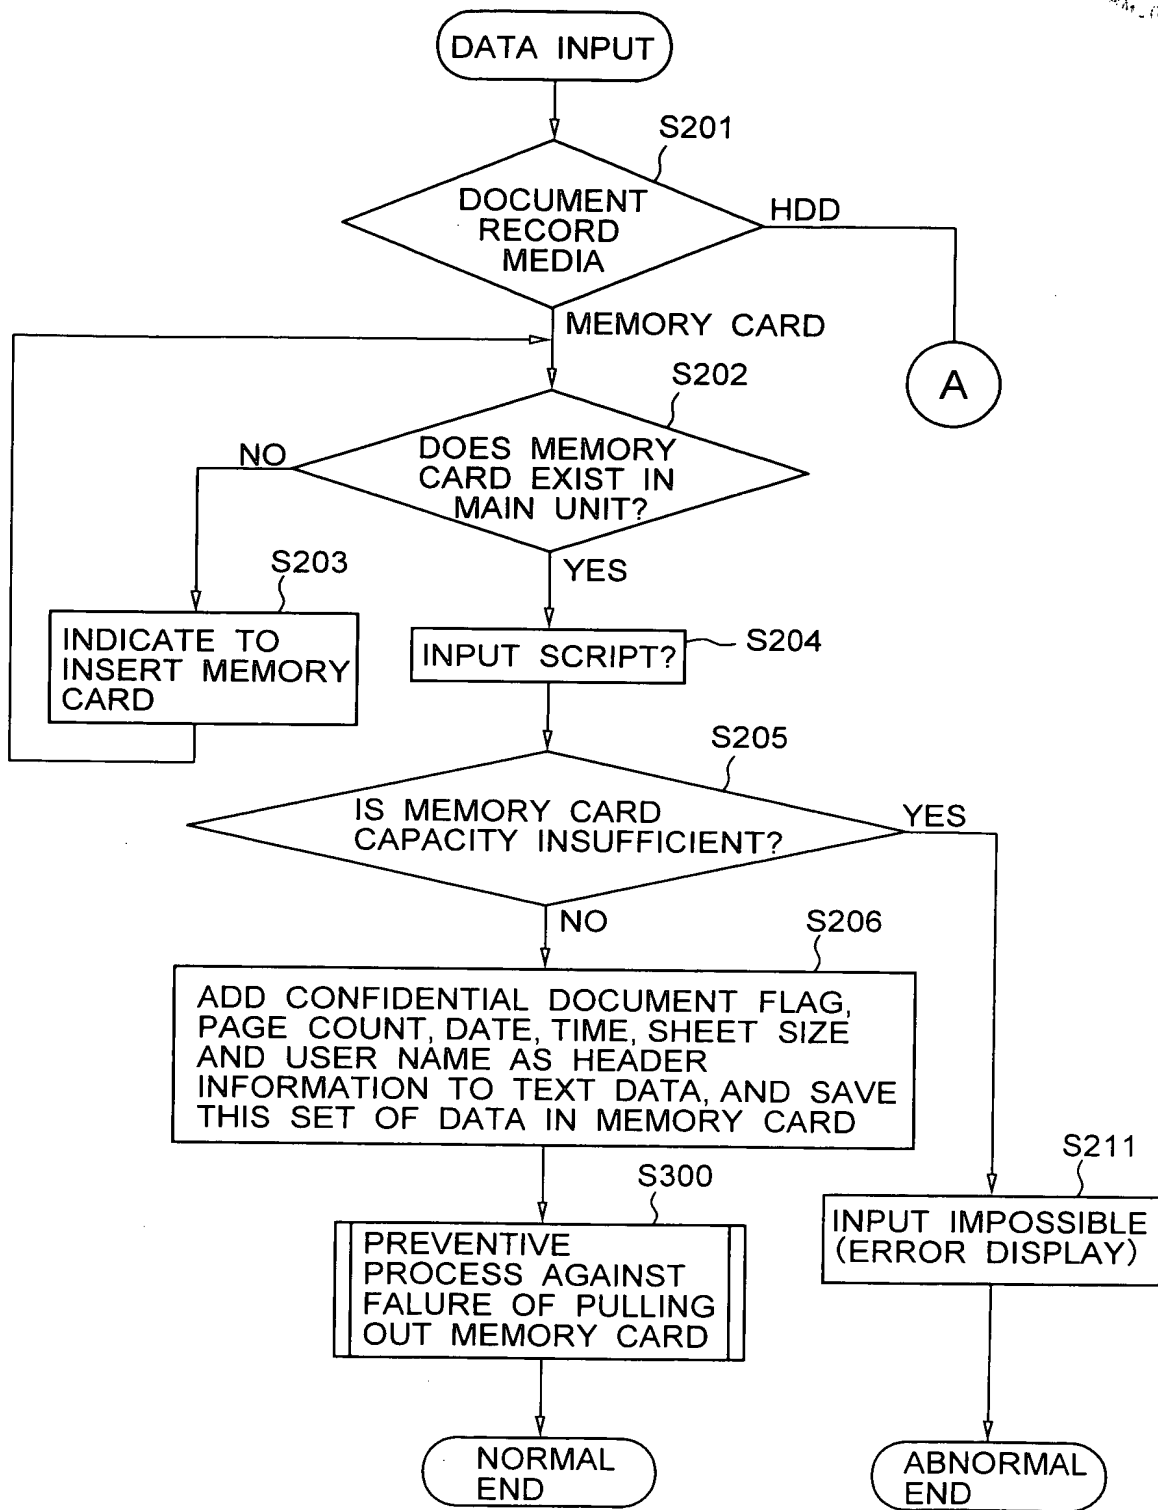 DATA INPUT
S201
DOCUMENT
RECORD
MEDIA
HDD
MEMORY CARD
A
S202
NO
DOES MEMORY
CARD EXIST IN
MAIN UNIT?
YES
S203
INDICATE TO
INSERT MEMORY
CARD
INPUT SCRIPT?
S204
S205
IS MEMORY CARD
CAPACITY INSUFFICIENT?
YES
NO
S206
ADD CONFIDENTIAL DOCUMENT FLAG,
PAGE COUNT, DATE, TIME, SHEET SIZE
AND USER NAME AS HEADER
INFORMATION TO TEXT DATA, AND SAVE
THIS SET OF DATA IN MEMORY CARD
S300
PREVENTIVE
PROCESS AGAINST
FALURE OF PULLING
OUT MEMORY CARD
S211
INPUT IMPOSSIBLE
(ERROR DISPLAY)
NORMAL
END
ABNORMAL
END